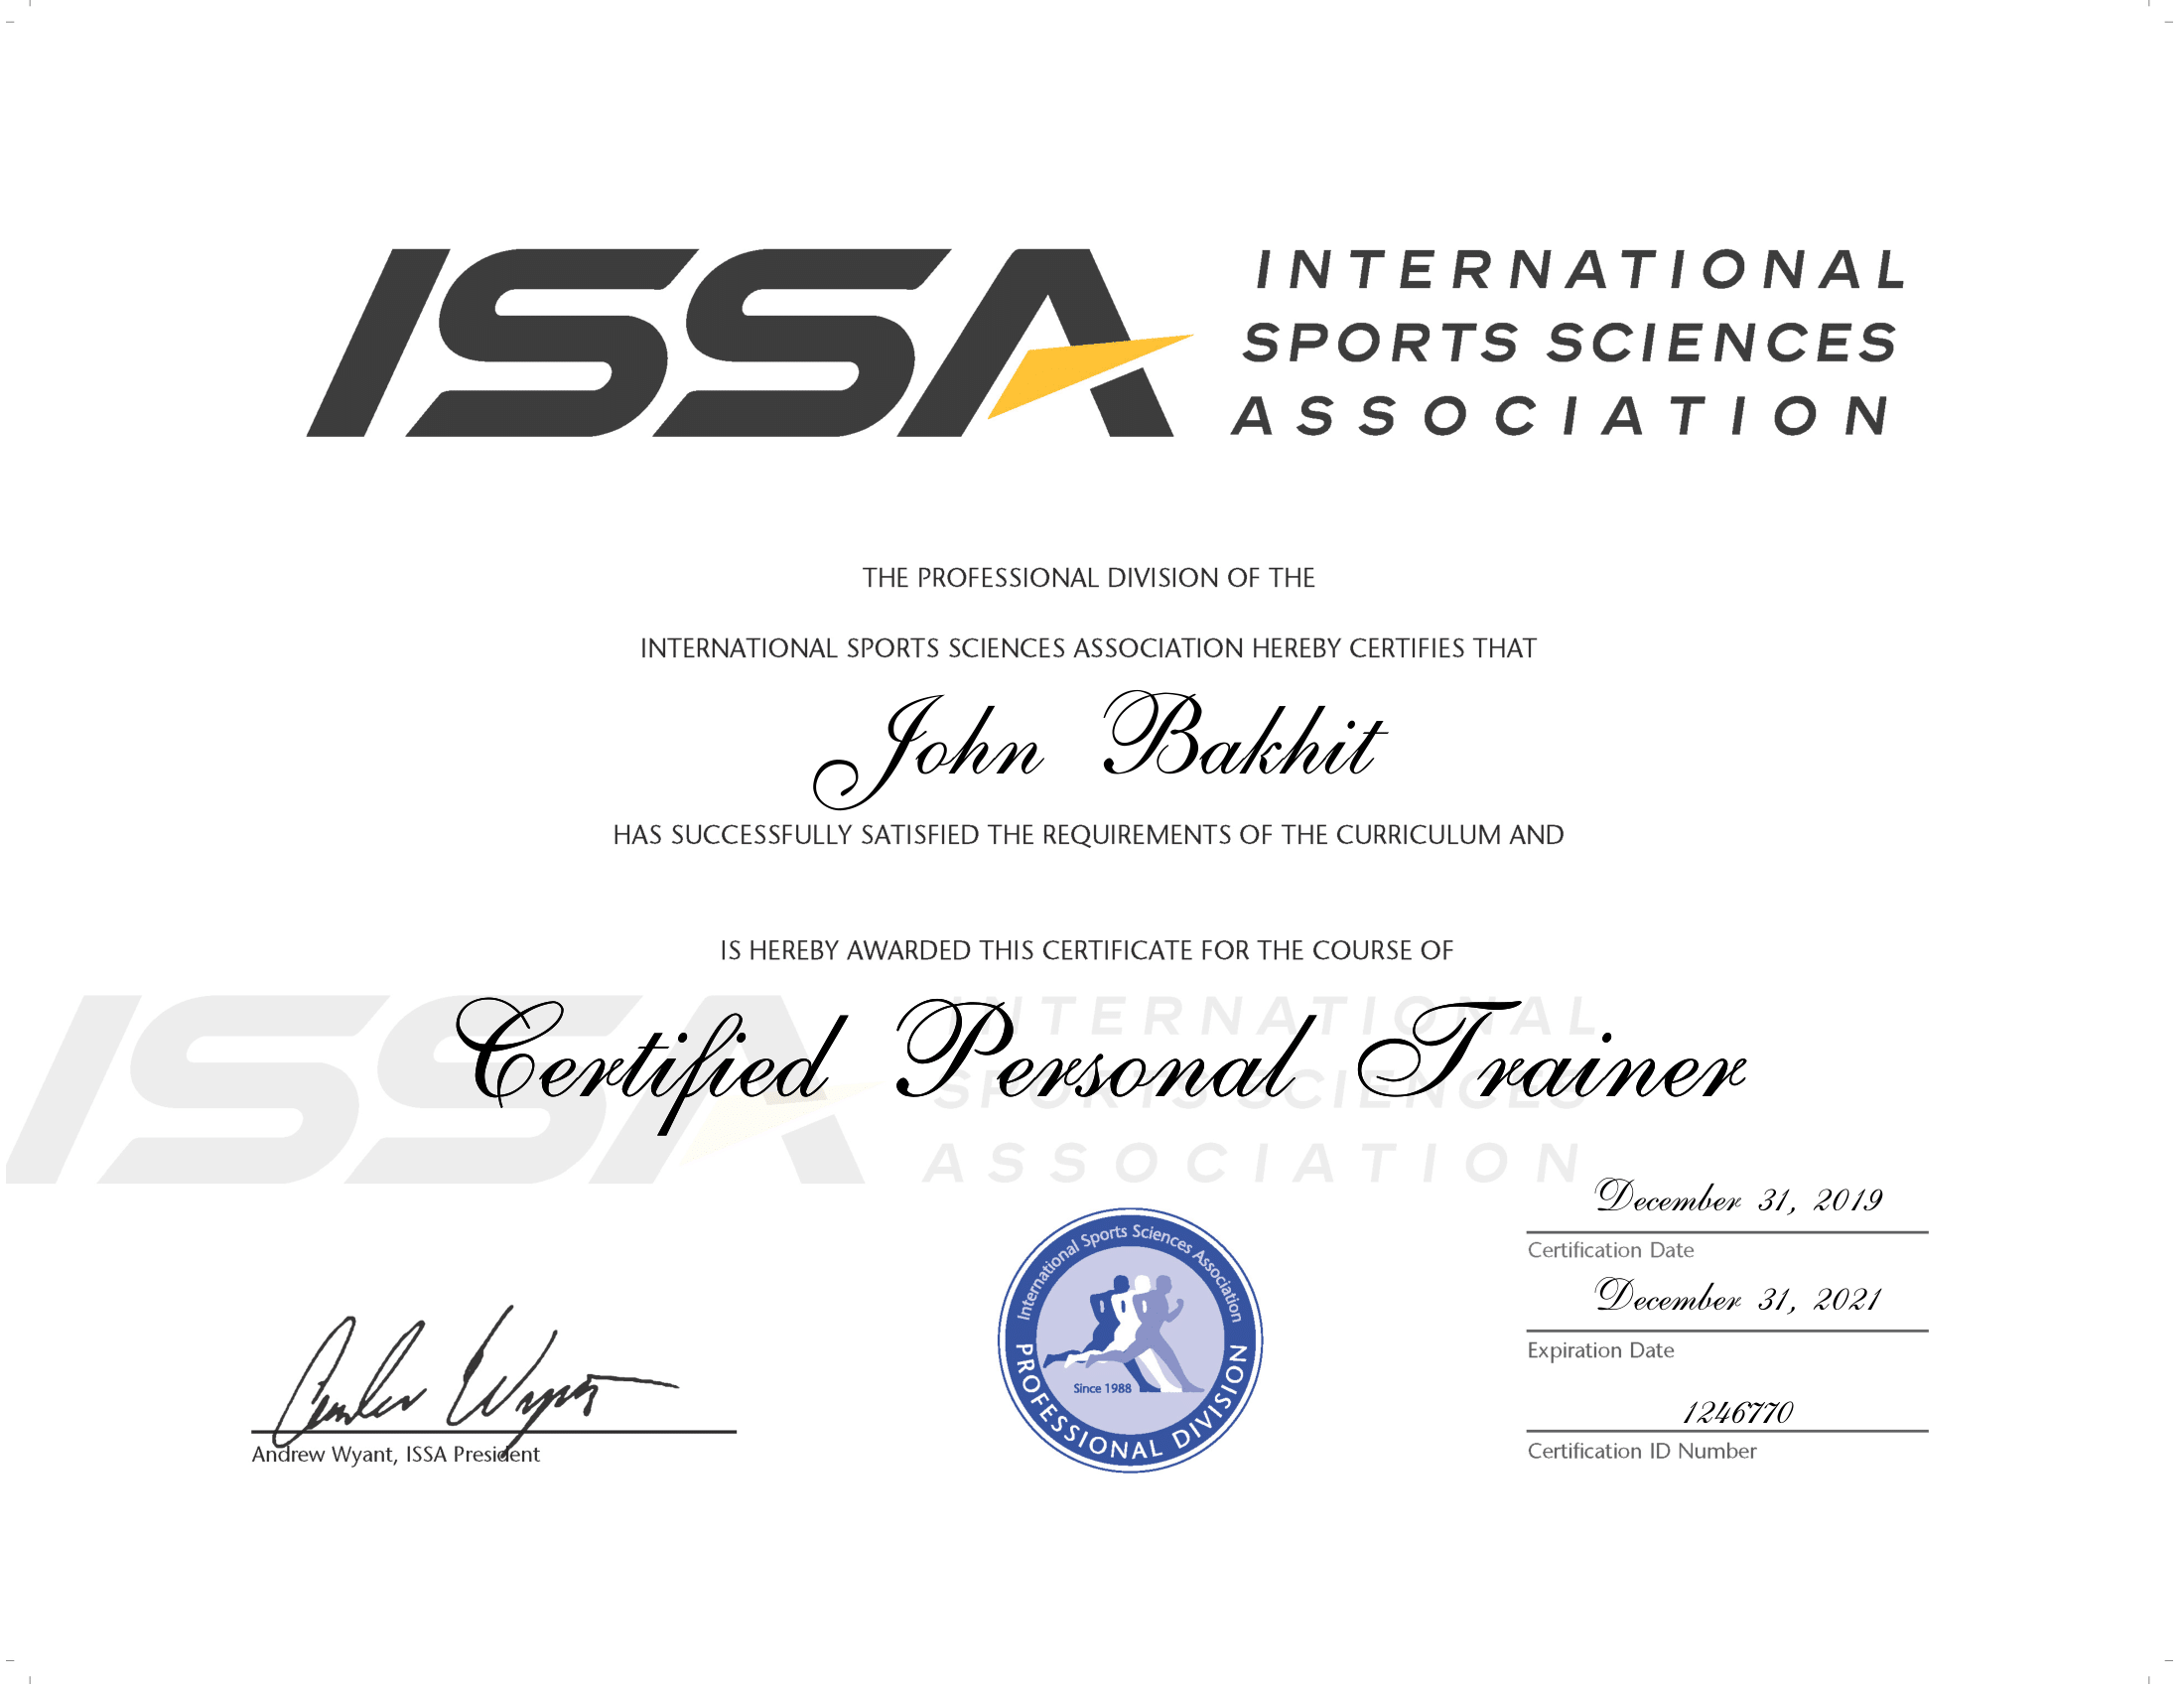 ISSA
INTERNATIONAL
SPORTS SCIENCES
ASSOCIATION
THE PROFESSIONAL DIVISION OF THE
INTERNATIONAL SPORTS SCIENCES ASSOCIATION HEREBY CERTIFIES THAT
John Bakhit
HAS SUCCESSFULLY SATISFIED THE REQUIREMENTS OF THE CURRICULUM AND
IS HEREBY AWARDED THIS CERTIFICATE FOR THE COURSE OF
ISSA
INTERNATIONAL
SPORTS SCIENCES
ASSOCIATION
Certified Personal Trainer
December 31, 2019
Certification Date
December 31, 2021
Expiration Date
1246770
Certification ID Number
International Sports Sciences Association
Since 1988
PROFESSIONAL DIVISION
Andrew Wyant
Andrew Wyant, ISSA President